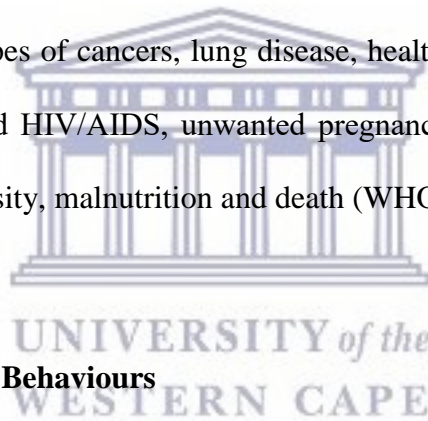 pes of cancers, lung disease, healt
d HIV/AIDS, unwanted pregnanc
sity, malnutrition and death (WHO
UNIVERSITY of the
Behaviours
WESTERN CAPE